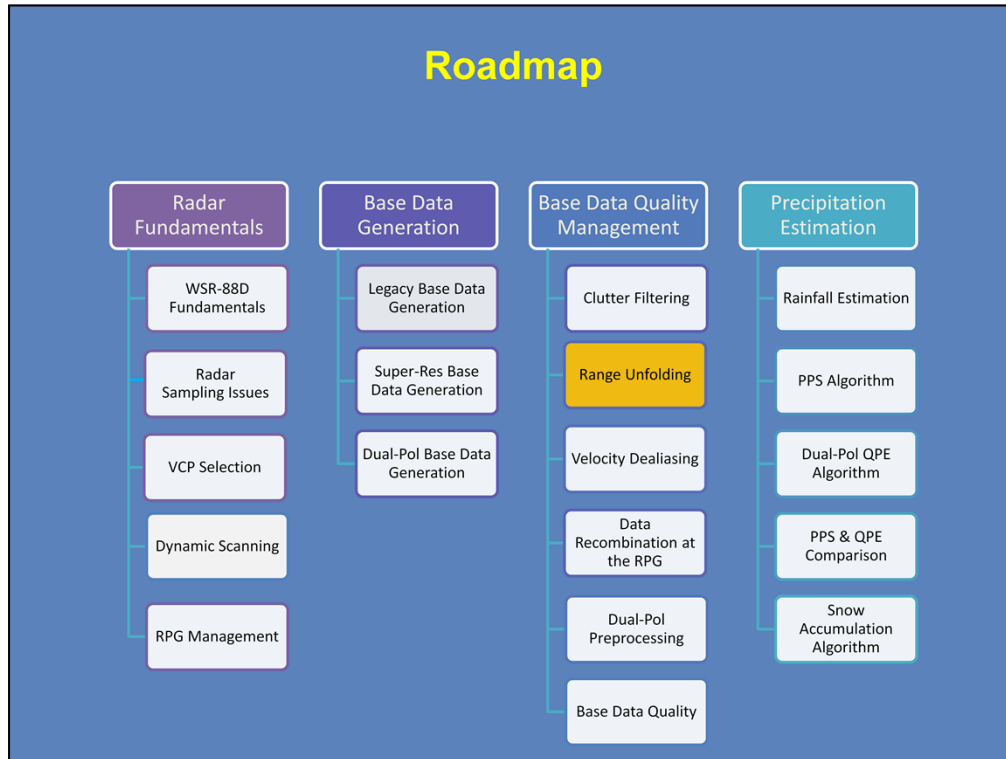 Roadmap
Radar
Fundamentals
WSR-88D
Fundamentals
Radar
Sampling Issues
VCP Selection
Dynamic Scanning
RPG Management
Base Data
Generation
Legacy Base Data
Generation
Super-Res Base
Data Generation
Dual-Pol Base Data
Generation
Base Data Quality
Management
Clutter Filtering
Range Unfolding
Velocity Dealiasing
Data
Recombination at
the RPG
Dual-Pol
Preprocessing
Base Data Quality
Precipitation
Estimation
Rainfall Estimation
PPS Algorithm
Dual-Pol QPE
Algorithm
PPS & QPE
Comparison
Snow
Accumulation
Algorithm